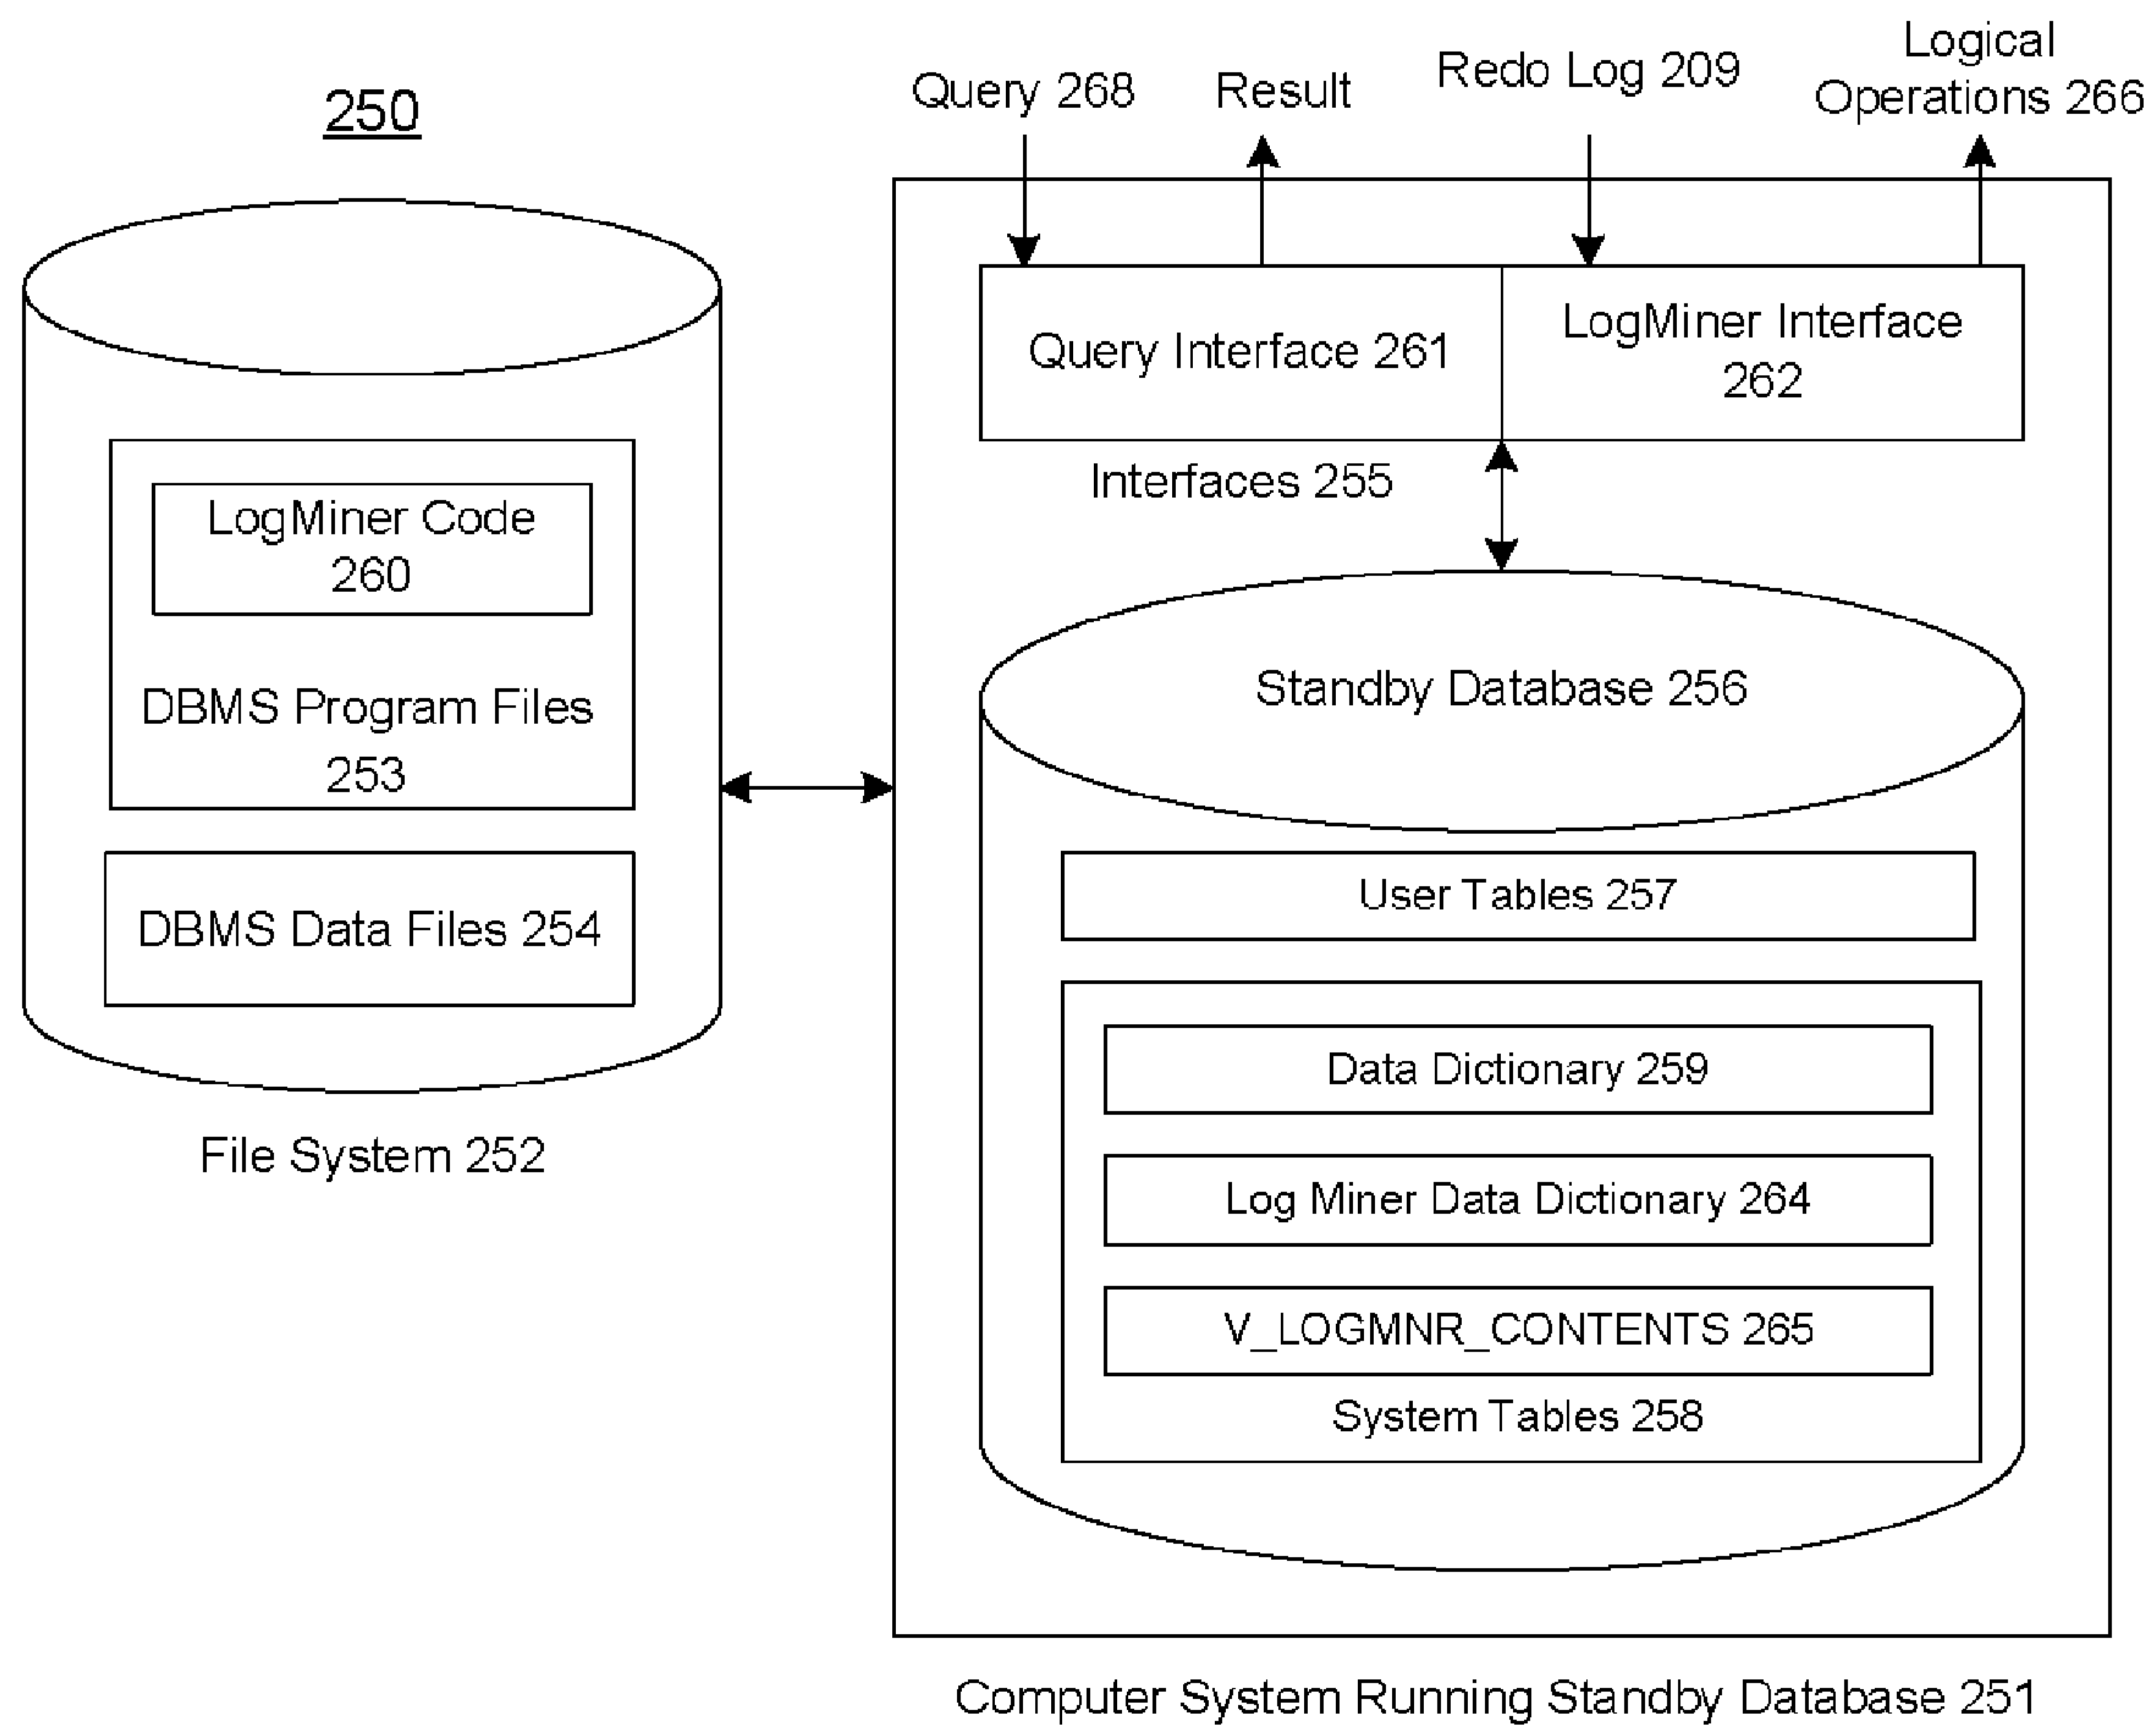 250
Query 268
Result
Redo Log 209
Logical
Operations 266
Query Interface 261
LogMiner Interface
262
Interfaces 255
LogMiner Code
260
DBMS Program Files
253
DBMS Data Files 254
File System 252
Standby Database 256
User Tables 257
Data Dictionary 259
Log Miner Data Dictionary 264
V_LOGMNR_CONTENTS 265
System Tables 258
Computer System Running Standby Database 251